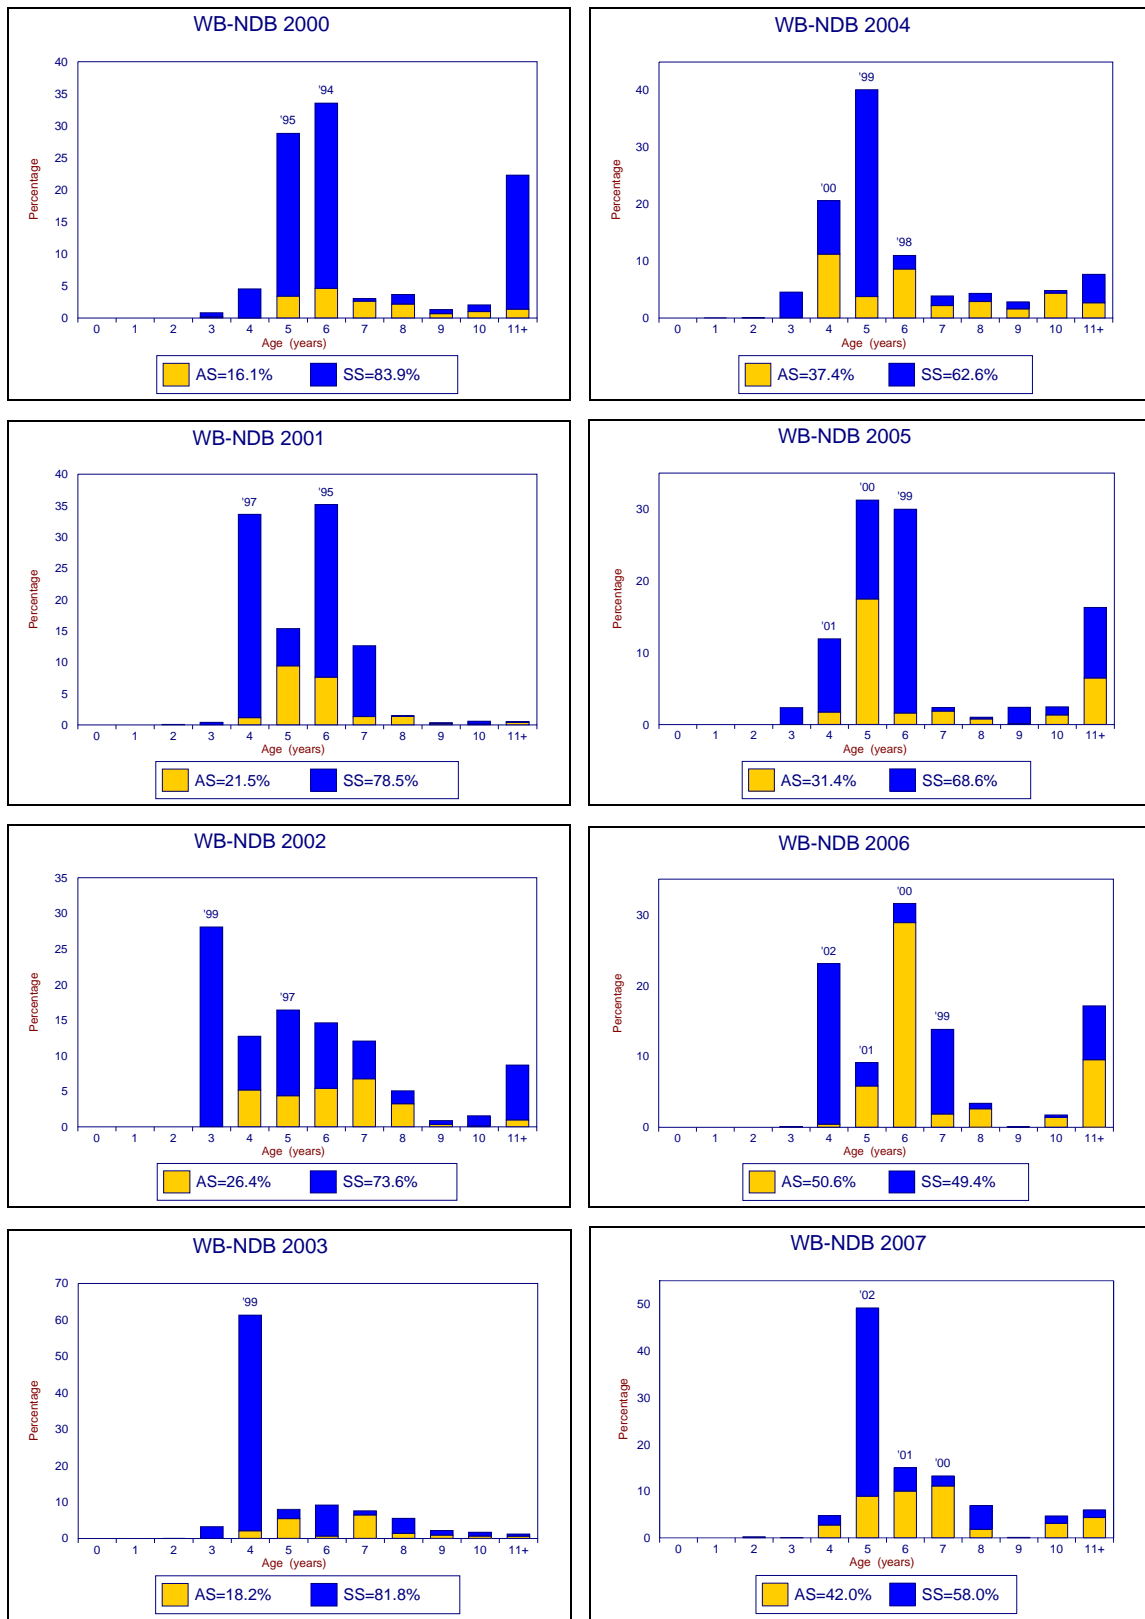 WB-NDB 2000
40
35
30
25
20
15
10
5
0
Percentage
'95
'94
0 1 2 3 4 5 6 7 8 9 10 11+
Age (years)
AS=16.1% SS=83.9%
WB-NDB 2004
40
30
20
10
0
Percentage
'00
'99
'98
0 1 2 3 4 5 6 7 8 9 10 11+
Age (years)
AS=37.4% SS=62.6%
WB-NDB 2001
40
35
30
25
20
15
10
5
0
Percentage
'97
'95
0 1 2 3 4 5 6 7 8 9 10 11+
Age (years)
AS=21.5% SS=78.5%
WB-NDB 2005
30
20
10
0
Percentage
'01
'00
'99
0 1 2 3 4 5 6 7 8 9 10 11+
Age (years)
AS=31.4% SS=68.6%
WB-NDB 2002
35
30
25
20
15
10
5
0
Percentage
'99
'97
0 1 2 3 4 5 6 7 8 9 10 11+
Age (years)
AS=26.4% SS=73.6%
WB-NDB 2006
30
20
10
0
Percentage
'02
'01
'00
'99
0 1 2 3 4 5 6 7 8 9 10 11+
Age (years)
AS=50.6% SS=49.4%
WB-NDB 2003
70
60
50
40
30
20
10
0
Percentage
'99
0 1 2 3 4 5 6 7 8 9 10 11+
Age (years)
AS=18.2% SS=81.8%
WB-NDB 2007
50
40
30
20
10
0
Percentage
'02
'01
'00
0 1 2 3 4 5 6 7 8 9 10 11+
Age (years)
AS=42.0% SS=58.0%